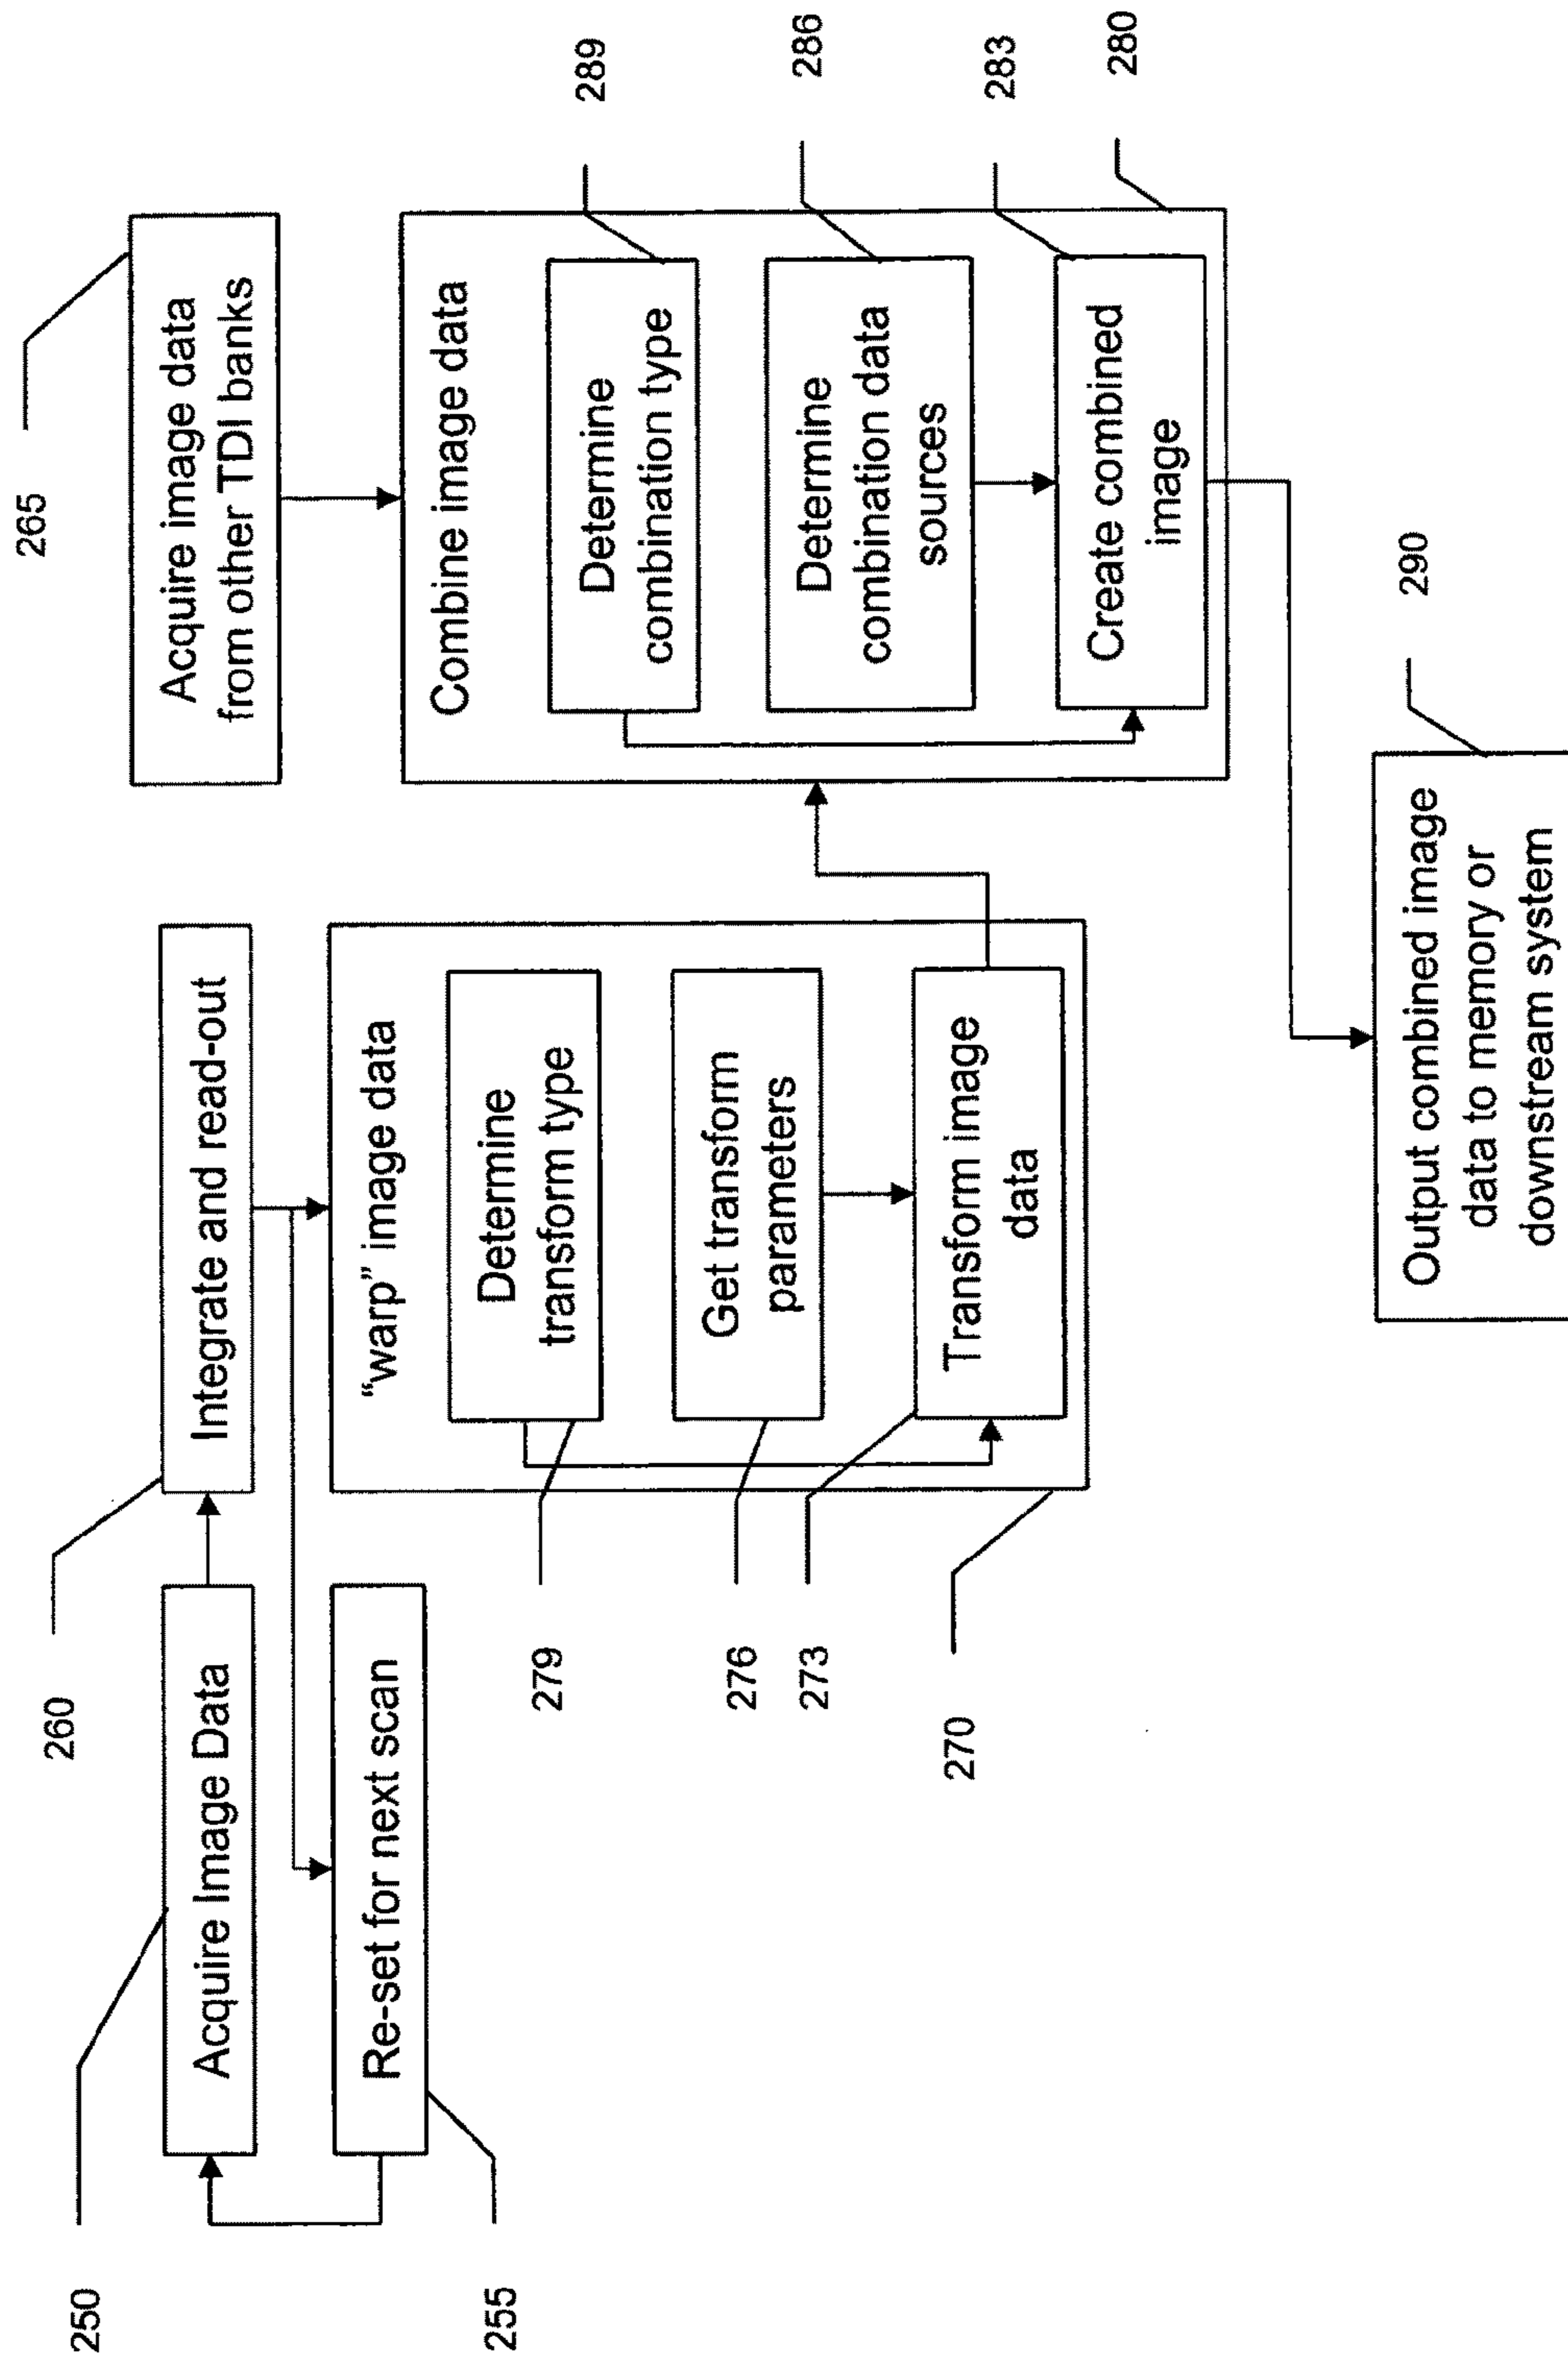 265
Acquire image data
from other TDI banks
260
Integrate and read-out
250
Acquire Image Data
Re-set for next scan
255
"warp" image data
Determine
transform type
279
Get transform
parameters
276
Transform image
data
273
270
Combine image data
Determine
combination type
289
Determine
combination data
sources
286
Create combined
image
283
280
Output combined image
data to memory or
downstream system
290